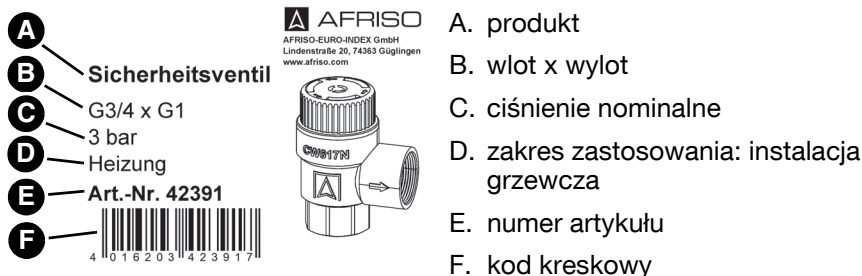 A
B
C
D
E
F
Sicherheitsventil
G3/4 x G1
3 bar
Heizung
Art.-Nr. 42391
4 016203 423917
AFRISO
AFRISO-EURO-INDEX GmbH
Lindenstraße 20, 74363 Güglingen
www.afriso.com
CW617N
A. produkt
B. wlot x wylot
C. ciśnienie nominalne
D. zakres zastosowania: instalacja
grzewcza
E. numer artykułu
F. kod kreskowy